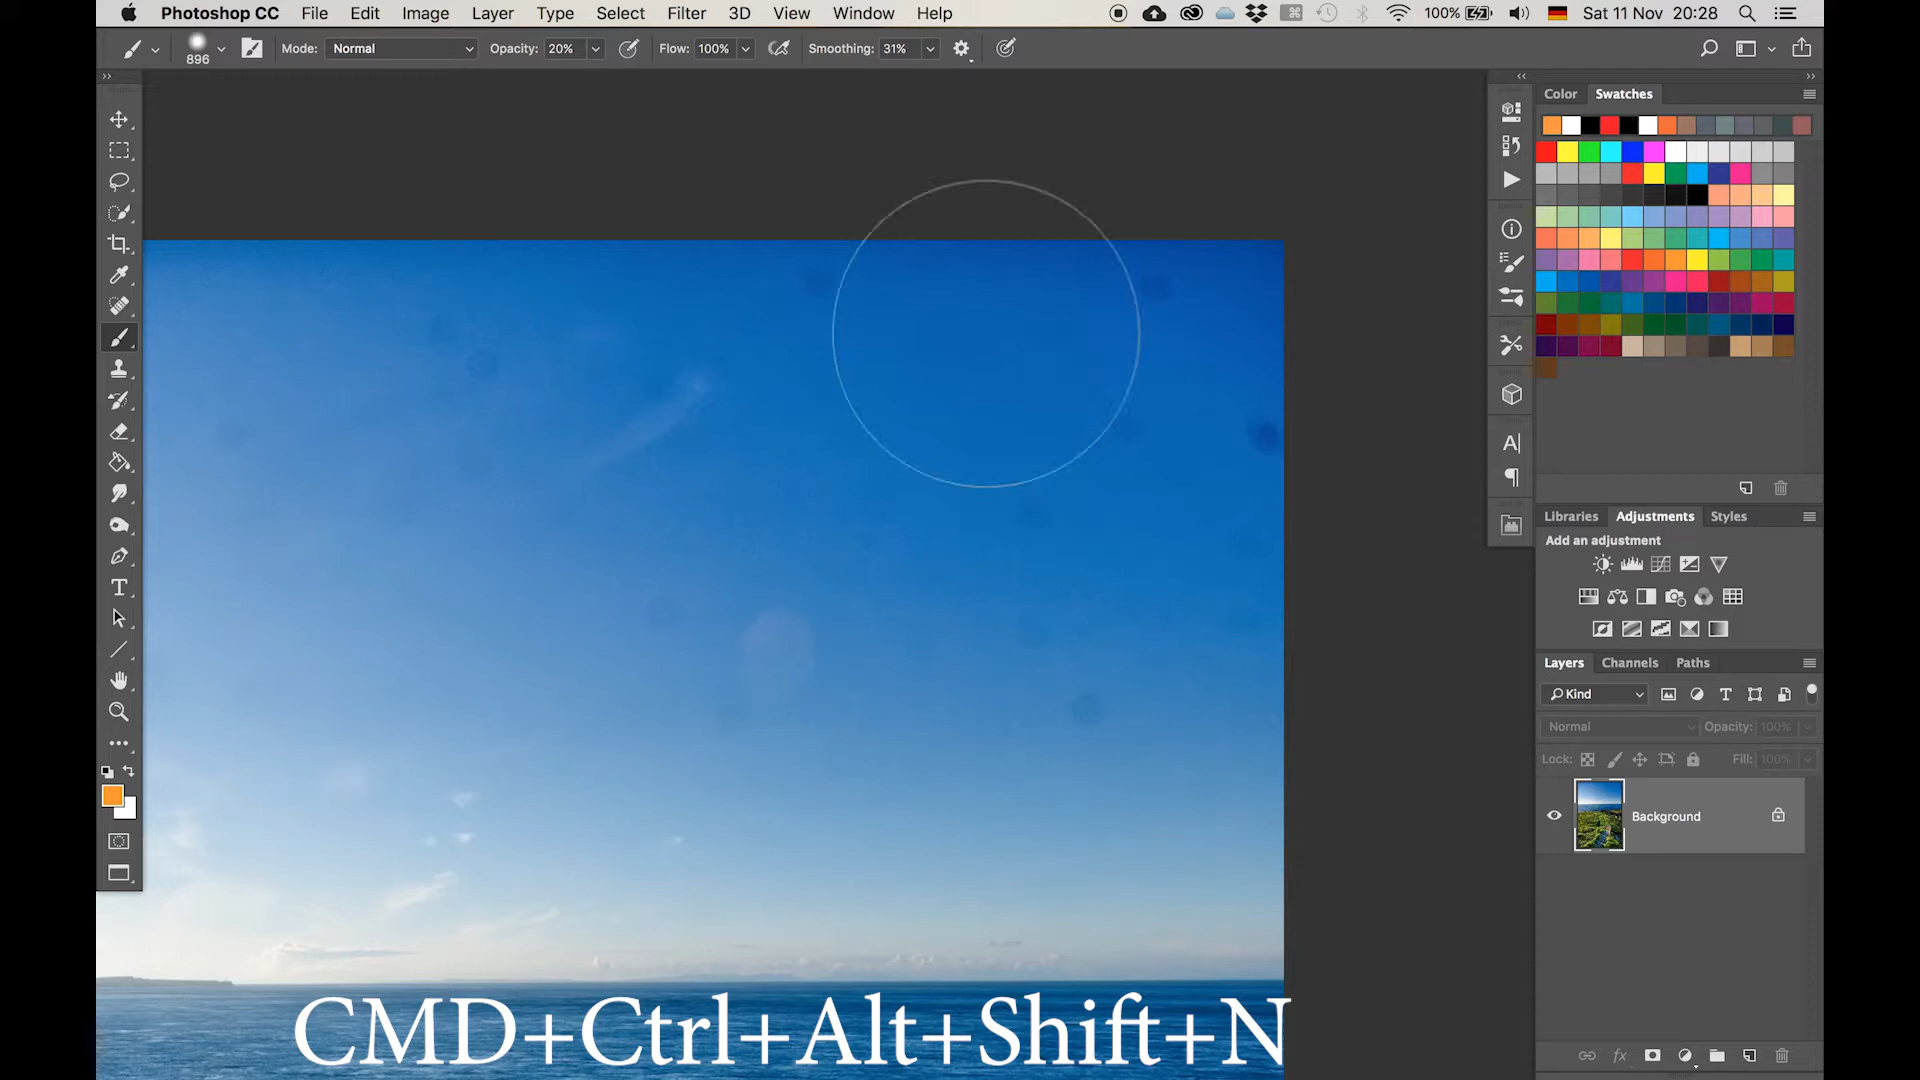 Photoshop CC File Edit Image Layer Type Select Filter 3D View Window Help 100% Sat 11 Nov 20:28
896 Mode: Normal Opacity: 20% Flow: 100% Smoothing: 31%
Color Swatches
Libraries Adjustments Styles
Add an adjustment
Layers Channels Paths
Kind
Normal Opacity: 100%
Lock: Fill: 100%
Background
fx
CMD+Ctrl+Alt+Shift+N